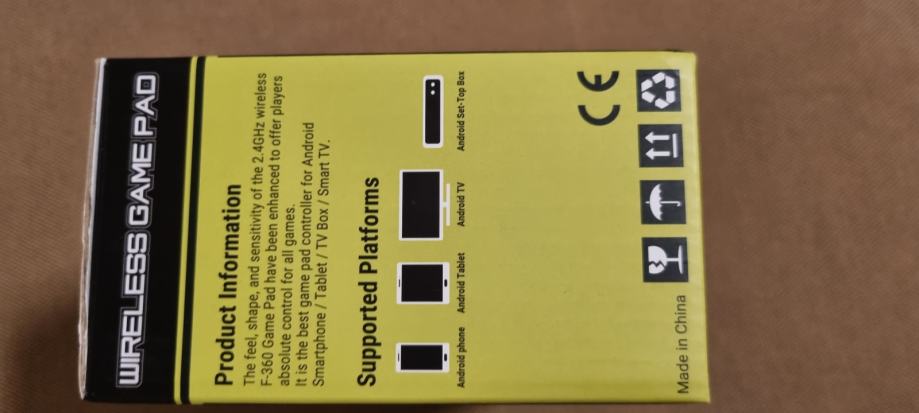 WIRELESS GAME PAD
Product Information
The feel, shape, and sensitivity of the 2.4GHz wireless
F-360 Game Pad have been enhanced to offer players
absolute control for all games.
It is the best game pad controller for Android
Smartphone / Tablet / TV Box / Smart TV.
Supported Platforms
Android phone
Android Tablet
Android TV
Android Set-Top Box
CE
Made in China